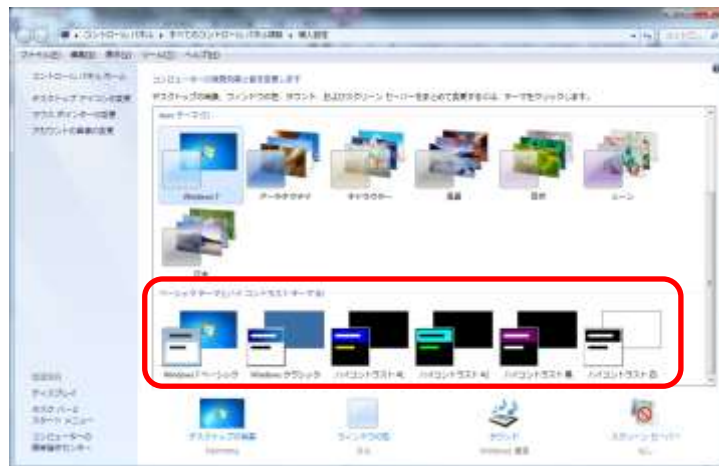 コントロール パネル ▸ すべてのコントロール パネル項目 ▸ 個人設定
ファイル(F) 編集(E) 表示(V) ツール(T) ヘルプ(H)
コントロール パネル ホーム
デスクトップ アイコンの変更
マウス ポインターの変更
アカウントの画像の変更
コンピューターの視覚効果と音を変更します
デスクトップの背景、ウィンドウの色、サウンド、およびスクリーン セーバーをまとめて変更するには、テーマをクリックします。
Aero テーマ (7)
Windows 7
アーキテクチャ
キャラクター
風景
自然
シーン
日本
ベーシック テーマとハイ コントラスト テーマ (6)
Windows 7 ベーシック
Windows クラシック
ハイコントラスト #1
ハイコントラスト #2
ハイコントラスト 黒
ハイコントラスト 白
関連項目
ディスプレイ
タスク バーと
スタート メニュー
コンピューターの
簡単操作センター
デスクトップの背景
Harmony
ウィンドウの色
サウンド
Windows 標準
スクリーン セーバー
なし